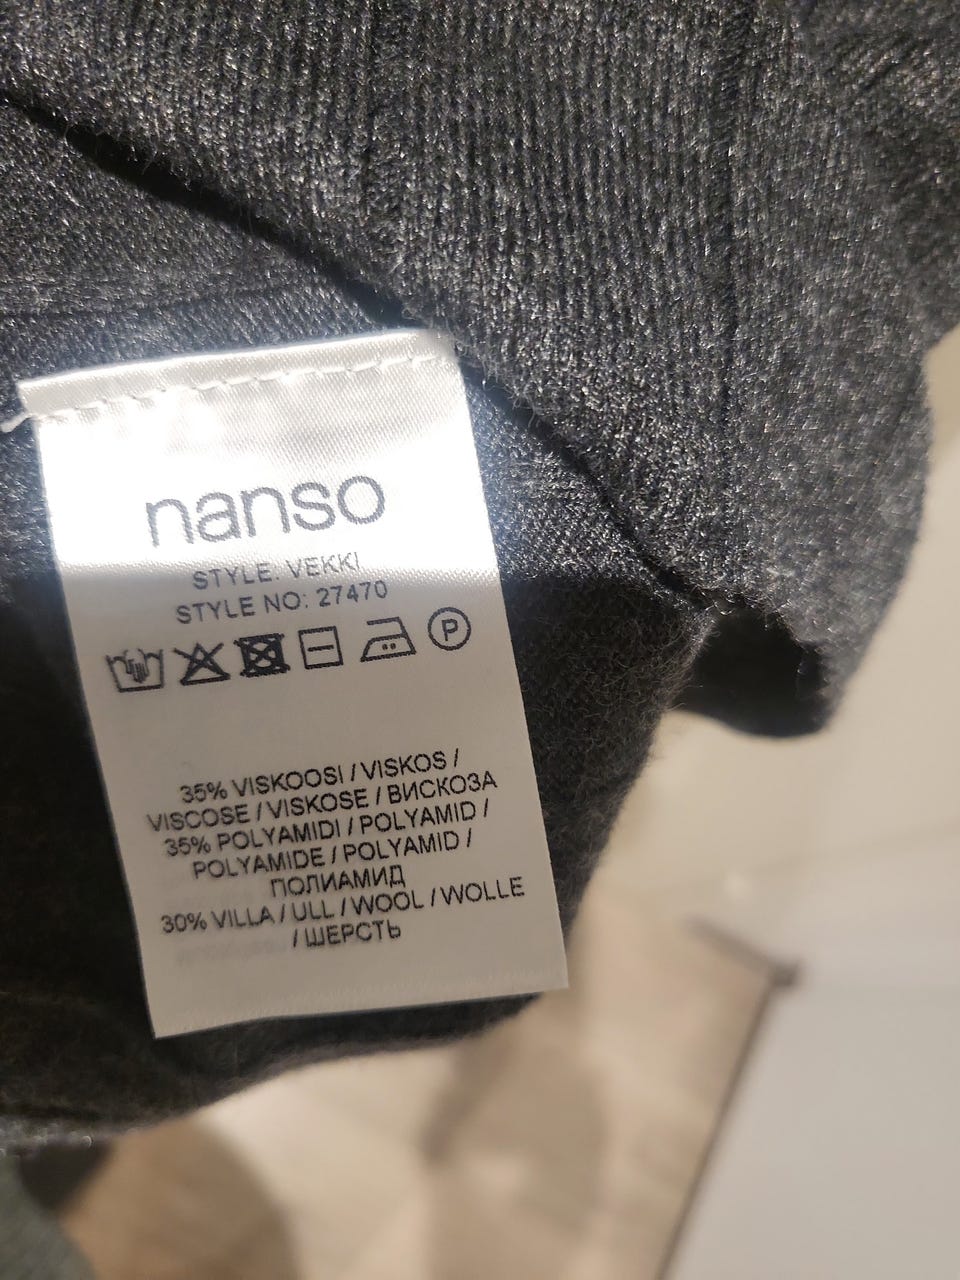 nanso
STYLE: VEKKI
STYLE NO: 27470
P
35% VISKOOSI / VISKOS /
VISCOSE / VISKOSE / ВИСКОЗА
35% POLYAMIDI / POLYAMID /
POLYAMIDE / POLYAMID /
ПОЛИАМИД
30% VILLA / ULL / WOOL / WOLLE
/ ШЕРСТЬ